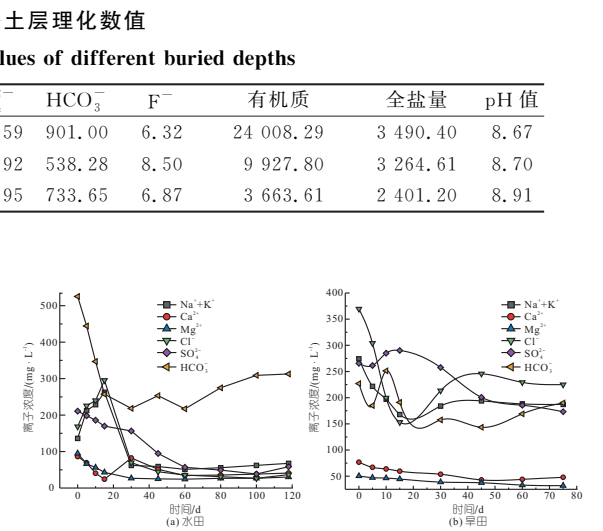 土层理化数值
lues of different buried depths
HCO₃⁻ F⁻ 有机质 全盐量 pH 值
59 901.00 6.32 24 008.29 3 490.40 8.67
92 538.28 8.50 9 927.80 3 264.61 8.70
95 733.65 6.87 3 663.61 2 401.20 8.91
离子浓度/(mg · L⁻¹)
500
400
300
200
100
0
Na⁺+K⁺
Ca²⁺
Mg²⁺
Cl⁻
SO₄²⁻
HCO₃⁻
0 20 40 60 80 100 120
时间/d
(a) 水田
离子浓度/(mg · L⁻¹)
400
350
300
250
200
150
100
50
Na⁺+K⁺
Ca²⁺
Mg²⁺
Cl⁻
SO₄²⁻
HCO₃⁻
0 10 20 30 40 50 60 70 80
时间/d
(b) 旱田